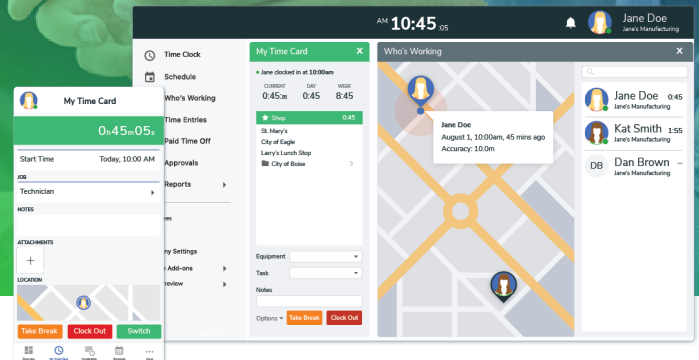 AM 10:45 :05
Jane Doe
Jane's Manufacturing
Time Clock
Schedule
Who's Working
Time Entries
Paid Time Off
Approvals
Reports
Add-ons
My Time Card X
Jane clocked in at 10:00am
CURRENT DAY WEEK
0:45:05 0:45 8:45
Shop 0:45
St. Mary's
City of Eagle
Larry's Lunch Stop
City of Boise
Equipment
Task
Notes
Options Take Break Clock Out
Who's Working X
Jane Doe
August 1, 10:00am, 45 mins ago
Accuracy: 10.0m
Jane Doe 0:45
Jane's Manufacturing
Kat Smith 1:55
Jane's Manufacturing
DB Dan Brown –
Jane's Manufacturing
My Time Card
0h45m05s
Start Time Today, 10:00 AM
JOB
Technician
NOTES
ATTACHMENTS
+
LOCATION
Take Break Clock Out Switch